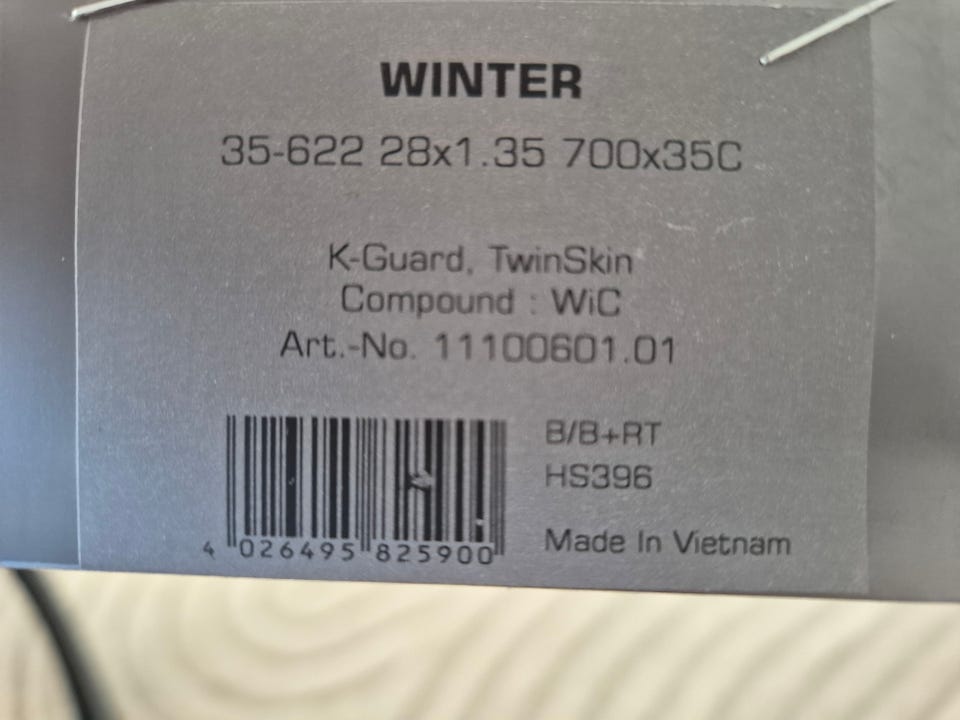 WINTER
35-622 28x1.35 700x35C
K-Guard, TwinSkin
Compound : WiC
Art.-No. 11100601.01
B/B+RT
HS396
4 026495 825900
Made In Vietnam